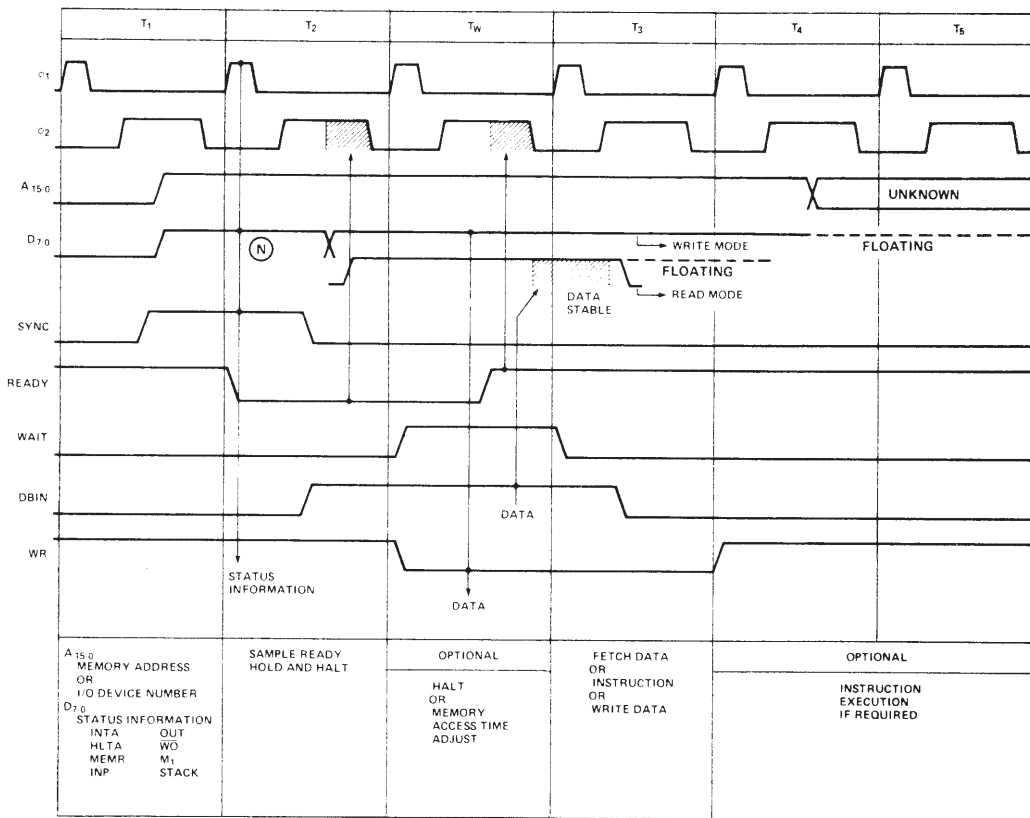 T1 T2 TW T3 T4 T5
φ1
φ2
A15-0
UNKNOWN
D7-0
N
WRITE MODE
FLOATING
FLOATING
READ MODE
DATA
STABLE
SYNC
READY
WAIT
DBIN
DATA
WR
STATUS
INFORMATION
DATA
A15-0
MEMORY ADDRESS
OR
I/O DEVICE NUMBER
D7-0
STATUS INFORMATION
INTA OUT
HLTA W̅O̅
MEMR M1
INP STACK
SAMPLE READY
HOLD AND HALT
OPTIONAL
HALT
OR
MEMORY
ACCESS TIME
ADJUST
FETCH DATA
OR
INSTRUCTION
OR
WRITE DATA
OPTIONAL
INSTRUCTION
EXECUTION
IF REQUIRED